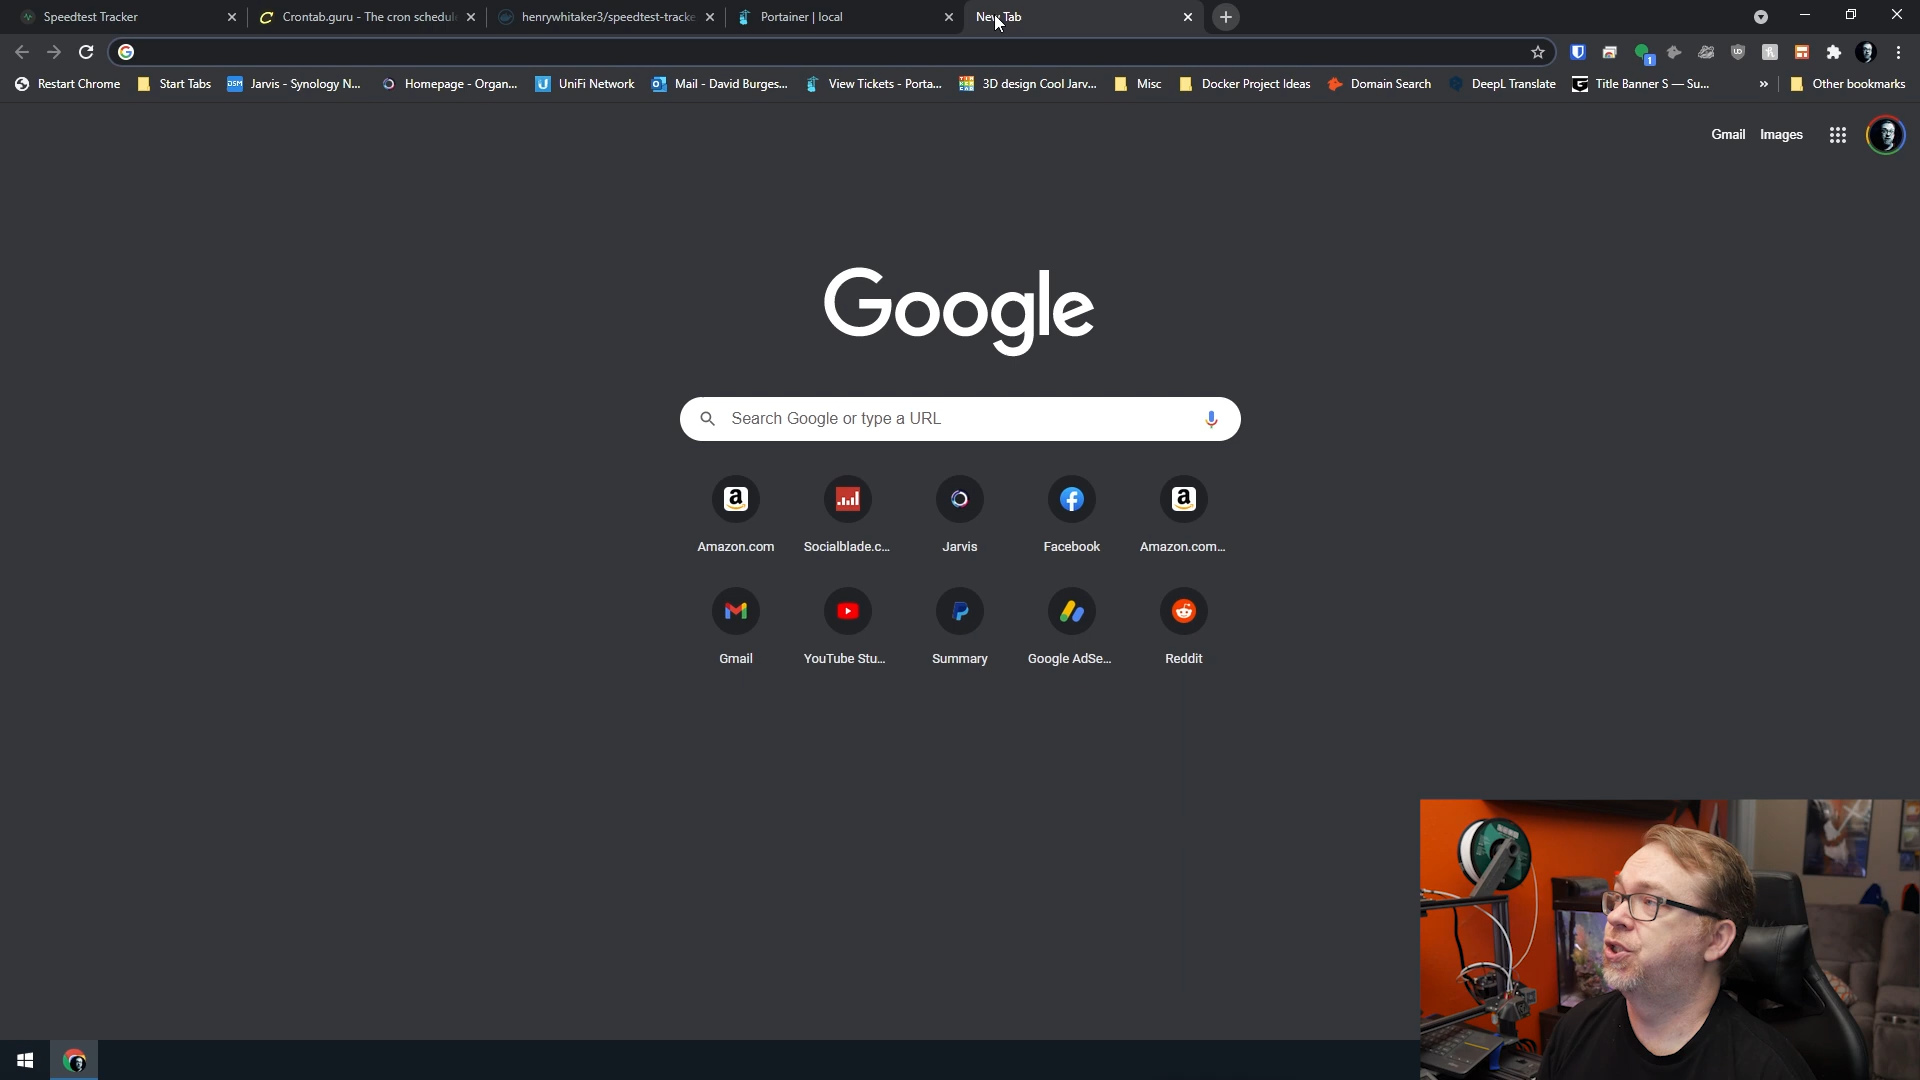 Speedtest Tracker
Crontab.guru - The cron schedul
henrywhitaker3/speedtest-tracke
Portainer | local
New Tab
Restart Chrome
Start Tabs
Jarvis - Synology N...
Homepage - Organ...
UniFi Network
Mail - David Burges...
View Tickets - Porta...
3D design Cool Jarv...
Misc
Docker Project Ideas
Domain Search
DeepL Translate
Title Banner S — Su...
»
Other bookmarks
Gmail
Images
Google
Search Google or type a URL
Amazon.com
Socialblade.c...
Jarvis
Facebook
Amazon.com...
Gmail
YouTube Stu...
Summary
Google AdSe...
Reddit